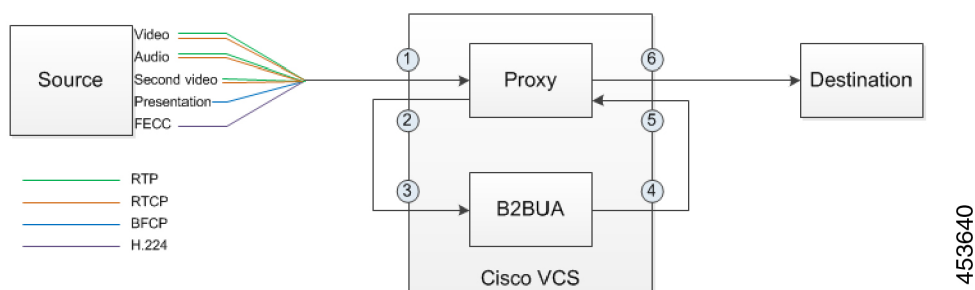 Source
Video
Audio
Second video
Presentation
FECC
RTP
RTCP
BFCP
H.224
1
2
3
Proxy
B2BUA
Cisco VCS
6
5
4
Destination
453640